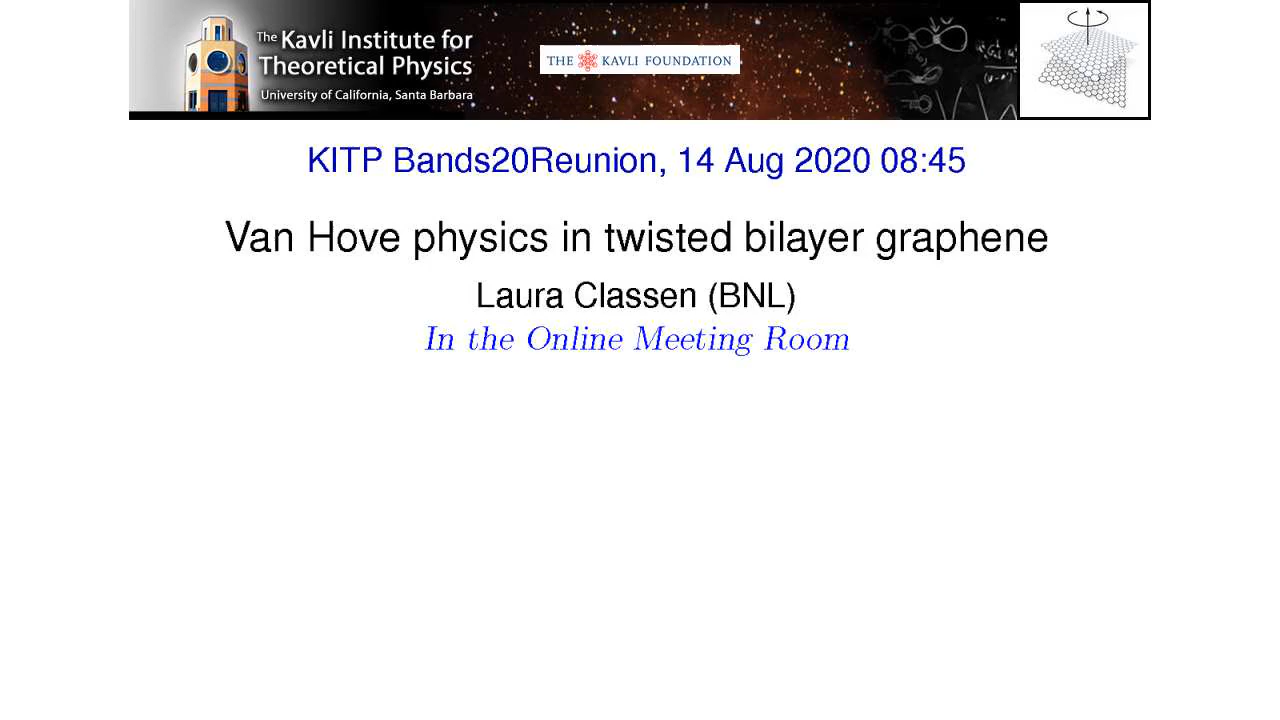 The Kavli Institute for
Theoretical Physics
University of California, Santa Barbara
THE KAVLI FOUNDATION
KITP Bands20Reunion, 14 Aug 2020 08:45
Van Hove physics in twisted bilayer graphene
Laura Classen (BNL)
In the Online Meeting Room